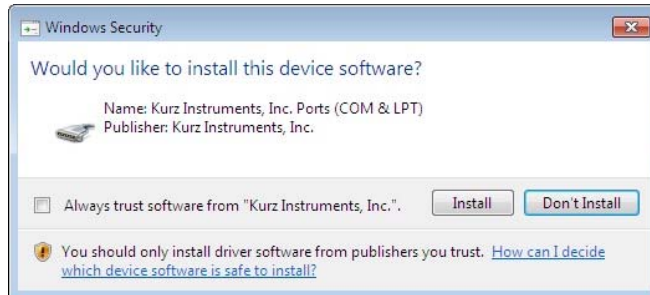 Windows Security
Would you like to install this device software?
Name: Kurz Instruments, Inc. Ports (COM & LPT)
Publisher: Kurz Instruments, Inc.
Always trust software from "Kurz Instruments, Inc.".
Install
Don't Install
You should only install driver software from publishers you trust. How can I decide
which device software is safe to install?